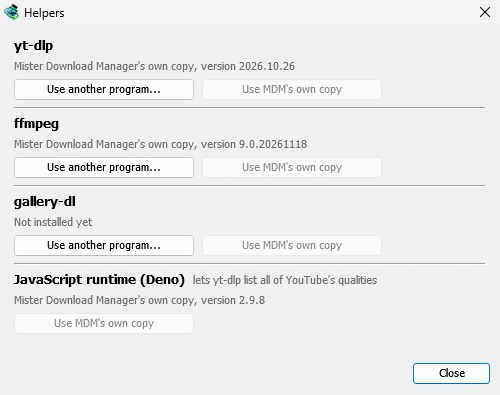 Helpers
yt-dlp
Mister Download Manager's own copy, version 2026.10.26
Use another program... Use MDM's own copy
ffmpeg
Mister Download Manager's own copy, version 9.0.20261118
Use another program... Use MDM's own copy
gallery-dl
Not installed yet
Use another program... Use MDM's own copy
JavaScript runtime (Deno) lets yt-dlp list all of YouTube's qualities
Mister Download Manager's own copy, version 2.9.8
Use MDM's own copy
Close